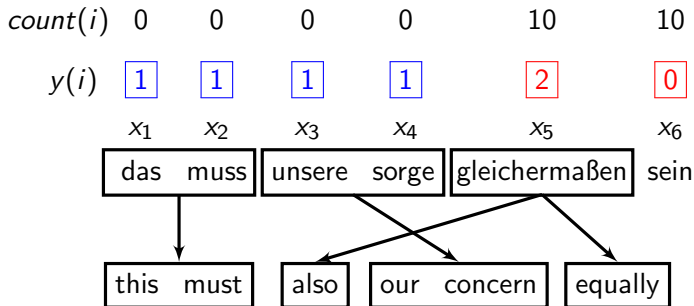 count(i) 0 0 0 0 10 10
y(i) 1 1 1 1 2 0
x₁ x₂ x₃ x₄ x₅ x₆
das muss unsere sorge gleichermaßen sein
this must also our concern equally